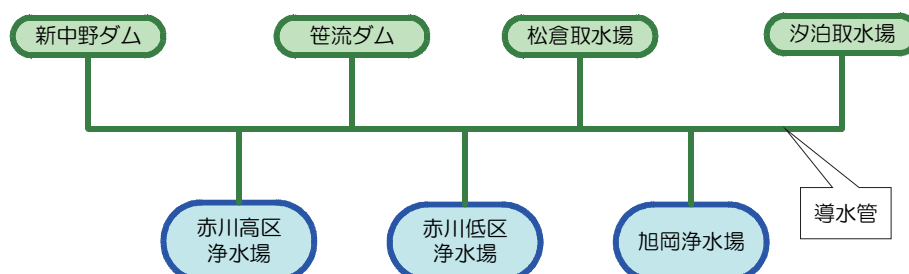 新中野ダム
笹流ダム
松倉取水場
汐泊取水場
導水管
赤川高区
浄水場
赤川低区
浄水場
旭岡浄水場